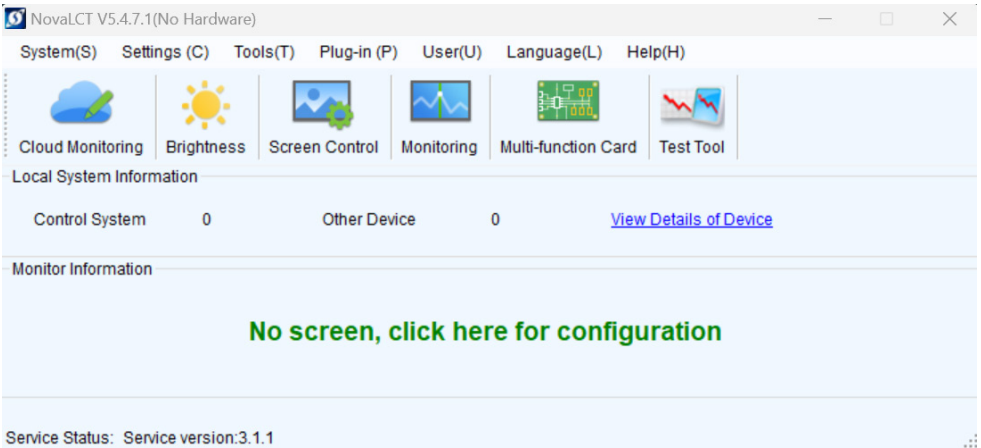 NovaLCT V5.4.7.1(No Hardware)
System(S) Settings (C) Tools(T) Plug-in (P) User(U) Language(L) Help(H)
Cloud Monitoring Brightness Screen Control Monitoring Multi-function Card Test Tool
Local System Information
Control System 0 Other Device 0 View Details of Device
Monitor Information
No screen, click here for configuration
Service Status: Service version:3.1.1